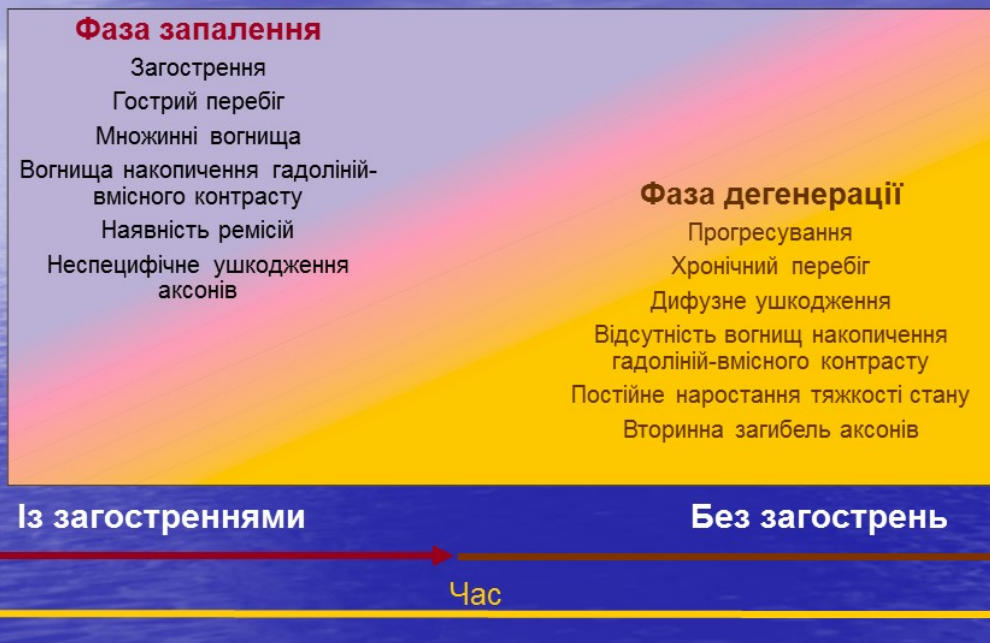 Фаза запалення
Загострення
Гострий перебіг
Множинні вогнища
Вогнища накопичення гадоліній-
вмісного контрасту
Наявність ремісій
Неспецифічне ушкодження
аксонів
Фаза дегенерації
Прогресування
Хронічний перебіг
Дифузне ушкодження
Відсутність вогнищ накопичення
гадоліній-вмісного контрасту
Постійне наростання тяжкості стану
Вторинна загибель аксонів
Із загостреннями
Без загострень
Час